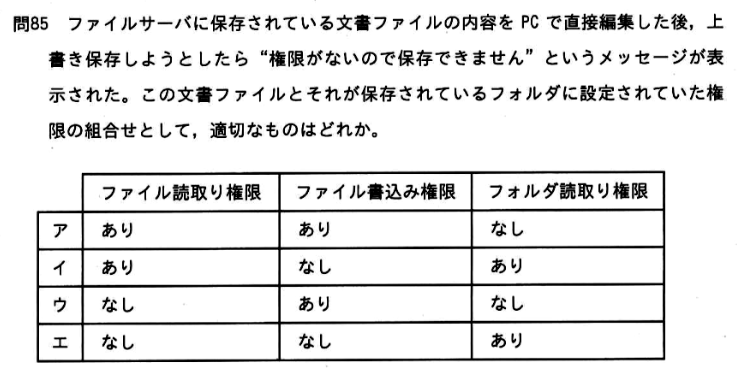 問85 ファイルサーバに保存されている文書ファイルの内容を PC で直接編集した後，上
書き保存しようとしたら“権限がないので保存できません”というメッセージが表
示された。この文書ファイルとそれが保存されているフォルダに設定されていた権
限の組合せとして，適切なものはどれか。
ファイル読取り権限 ファイル書込み権限 フォルダ読取り権限
ア あり あり なし
イ あり なし あり
ウ なし あり なし
エ なし なし あり